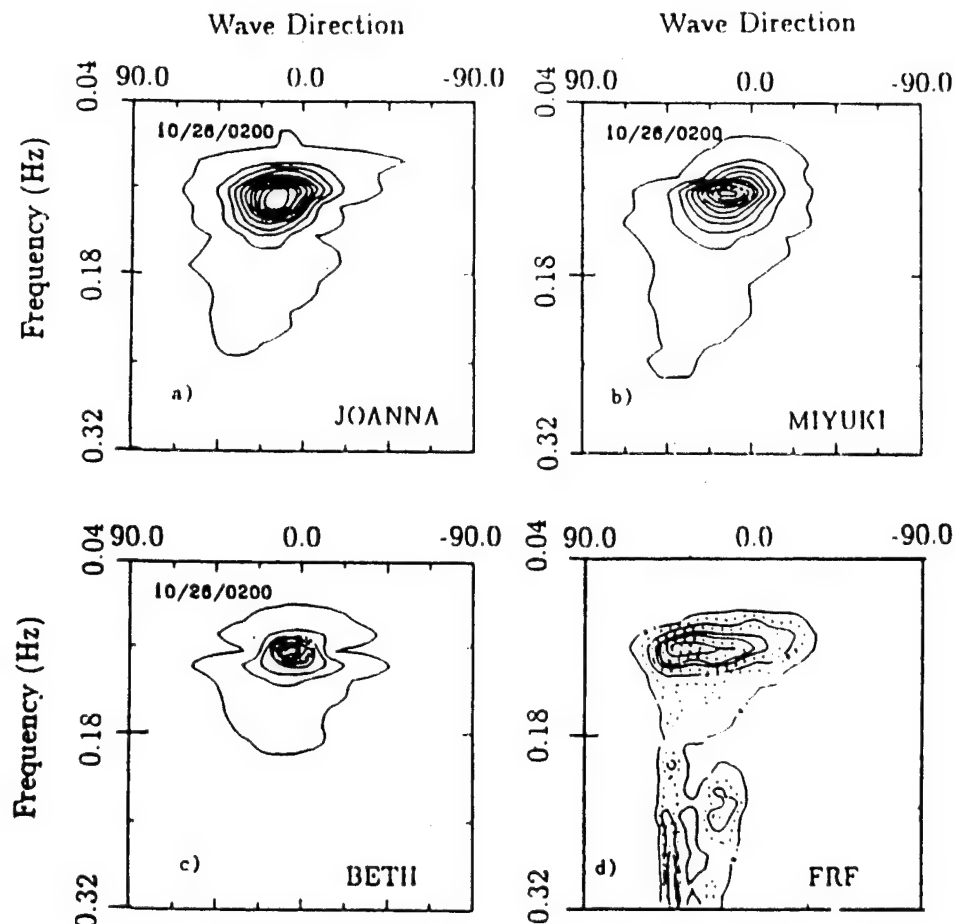 Wave Direction
Wave Direction
90.0 0.0 -90.0
90.0 0.0 -90.0
Frequency (Hz)
0.04
0.18
0.32
10/26/0200
a)
JOANNA
0.04
0.18
0.32
10/26/0200
b)
MIYUKI
90.0 0.0 -90.0
90.0 0.0 -90.0
Frequency (Hz)
0.04
0.18
0.32
10/26/0200
c)
BETH
0.04
0.18
0.32
d)
FRF